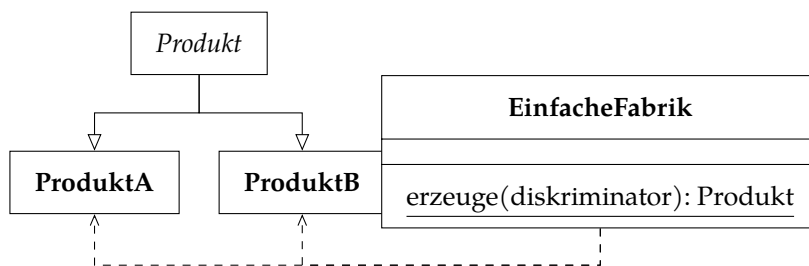 Produkt
EinfacheFabrik
ProduktA
ProduktB
erzeuge(diskriminator): Produkt